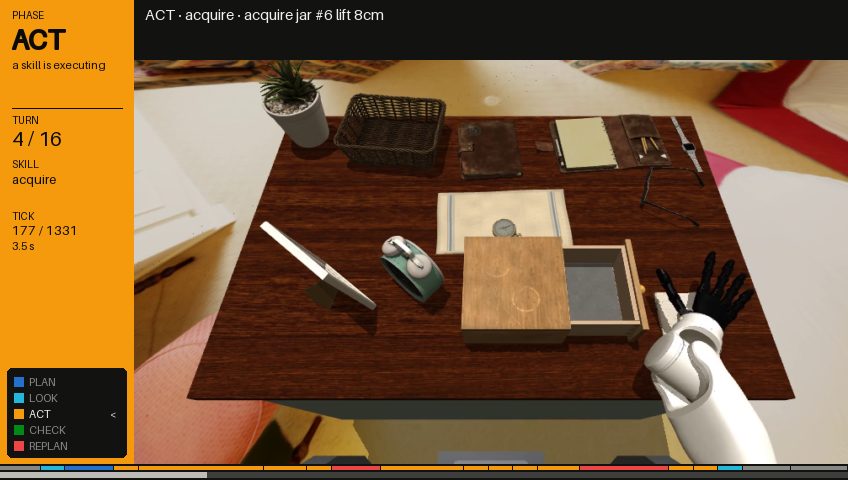 PHASE
ACT
a skill is executing
TURN
4 / 16
SKILL
acquire
TICK
177 / 1331
3.5 s
PLAN
LOOK
ACT <
CHECK
REPLAN
ACT · acquire · acquire jar #6 lift 8cm